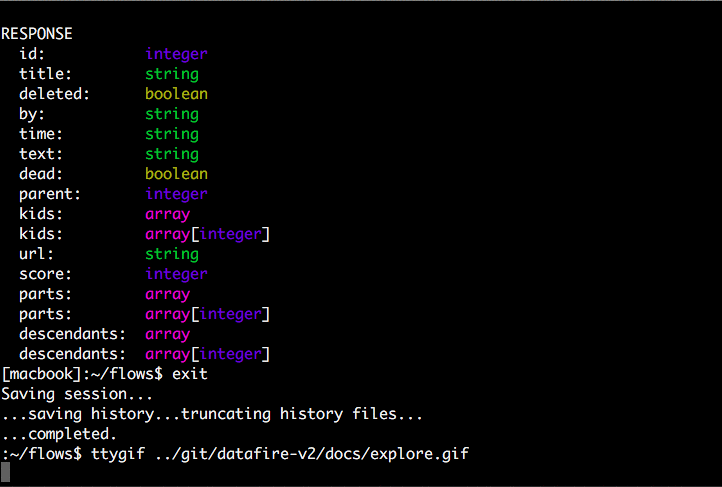 RESPONSE
id: integer
title: string
deleted: boolean
by: string
time: string
text: string
dead: boolean
parent: integer
kids: array
kids: array[integer]
url: string
score: integer
parts: array
parts: array[integer]
descendants: array
descendants: array[integer]
[macbook]:~/flows$ exit
Saving session...
...saving history...truncating history files...
...completed.
:~/flows$ ttygif ../git/datafire-v2/docs/explore.gif